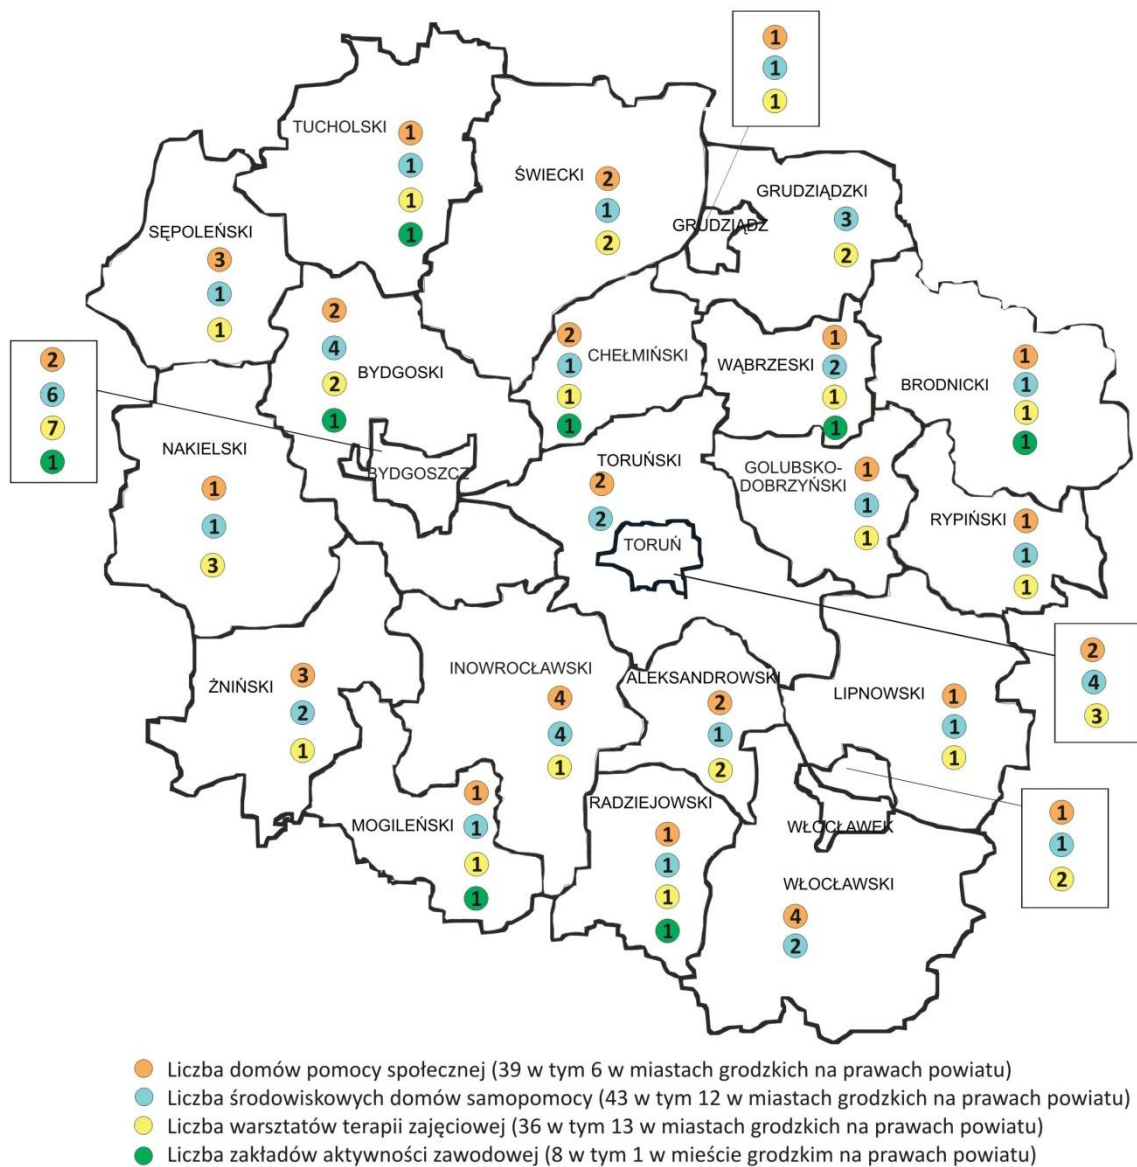 1
1
1
TUCHOLSKI
1
1
1
1
ŚWIECKI
2
1
2
GRUDZIĄDZKI
3
2
GRUDZIĄDZ
SĘPOLEŃSKI
3
1
1
2
6
7
1
BYDGOSKI
2
4
2
1
CHEŁMIŃSKI
2
1
1
1
WĄBRZESKI
1
2
1
1
BRODNICKI
1
1
1
1
NAKIELSKI
1
1
3
BYDGOSZCZ
TORUŃSKI
2
2
TORUŃ
GOLUBSKO-
DOBRZYŃSKI
1
1
1
RYPIŃSKI
1
1
1
2
4
3
ŻNIŃSKI
3
2
1
INOWROCŁAWSKI
4
4
1
ALEKSANDROWSKI
2
1
2
LIPNOWSKI
1
1
1
MOGILEŃSKI
1
1
1
1
RADZIEJOWSKI
1
1
1
1
WŁOCŁAWEK
1
1
2
WŁOCŁAWSKI
4
2
Liczba domów pomocy społecznej (39 w tym 6 w miastach grodzkich na prawach powiatu)
Liczba środowiskowych domów samopomocy (43 w tym 12 w miastach grodzkich na prawach powiatu)
Liczba warsztatów terapii zajęciowej (36 w tym 13 w miastach grodzkich na prawach powiatu)
Liczba zakładów aktywności zawodowej (8 w tym 1 w mieście grodzkim na prawach powiatu)